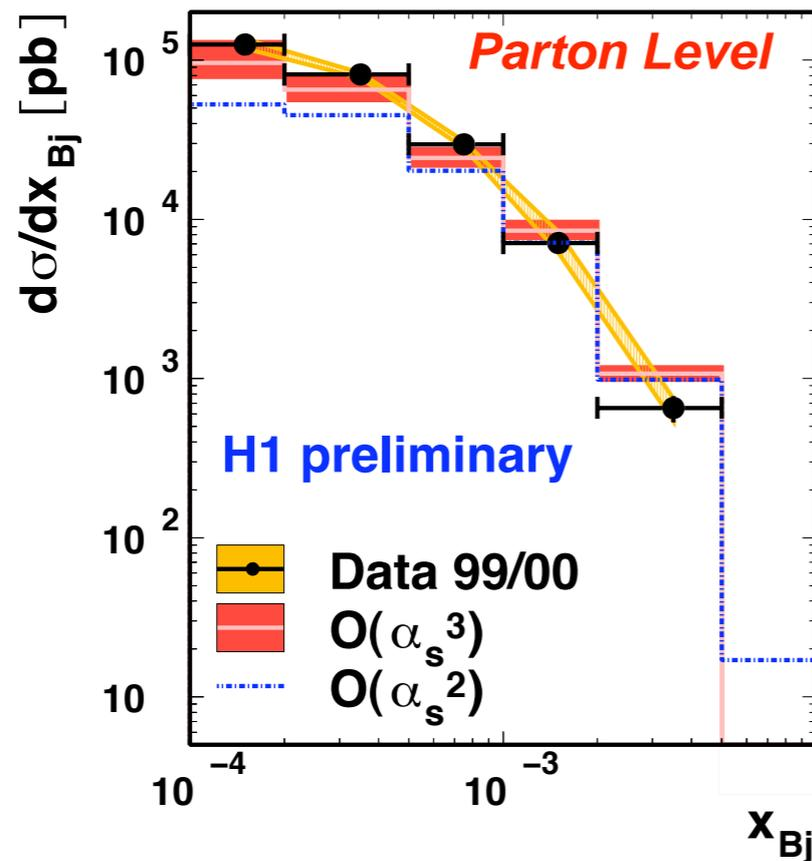 dσ/dx_Bj [pb]
Parton Level
10^5
10^4
10^3
10^2
10
H1 preliminary
Data 99/00
O(α_s^3)
O(α_s^2)
10^−4
10^−3
x_Bj